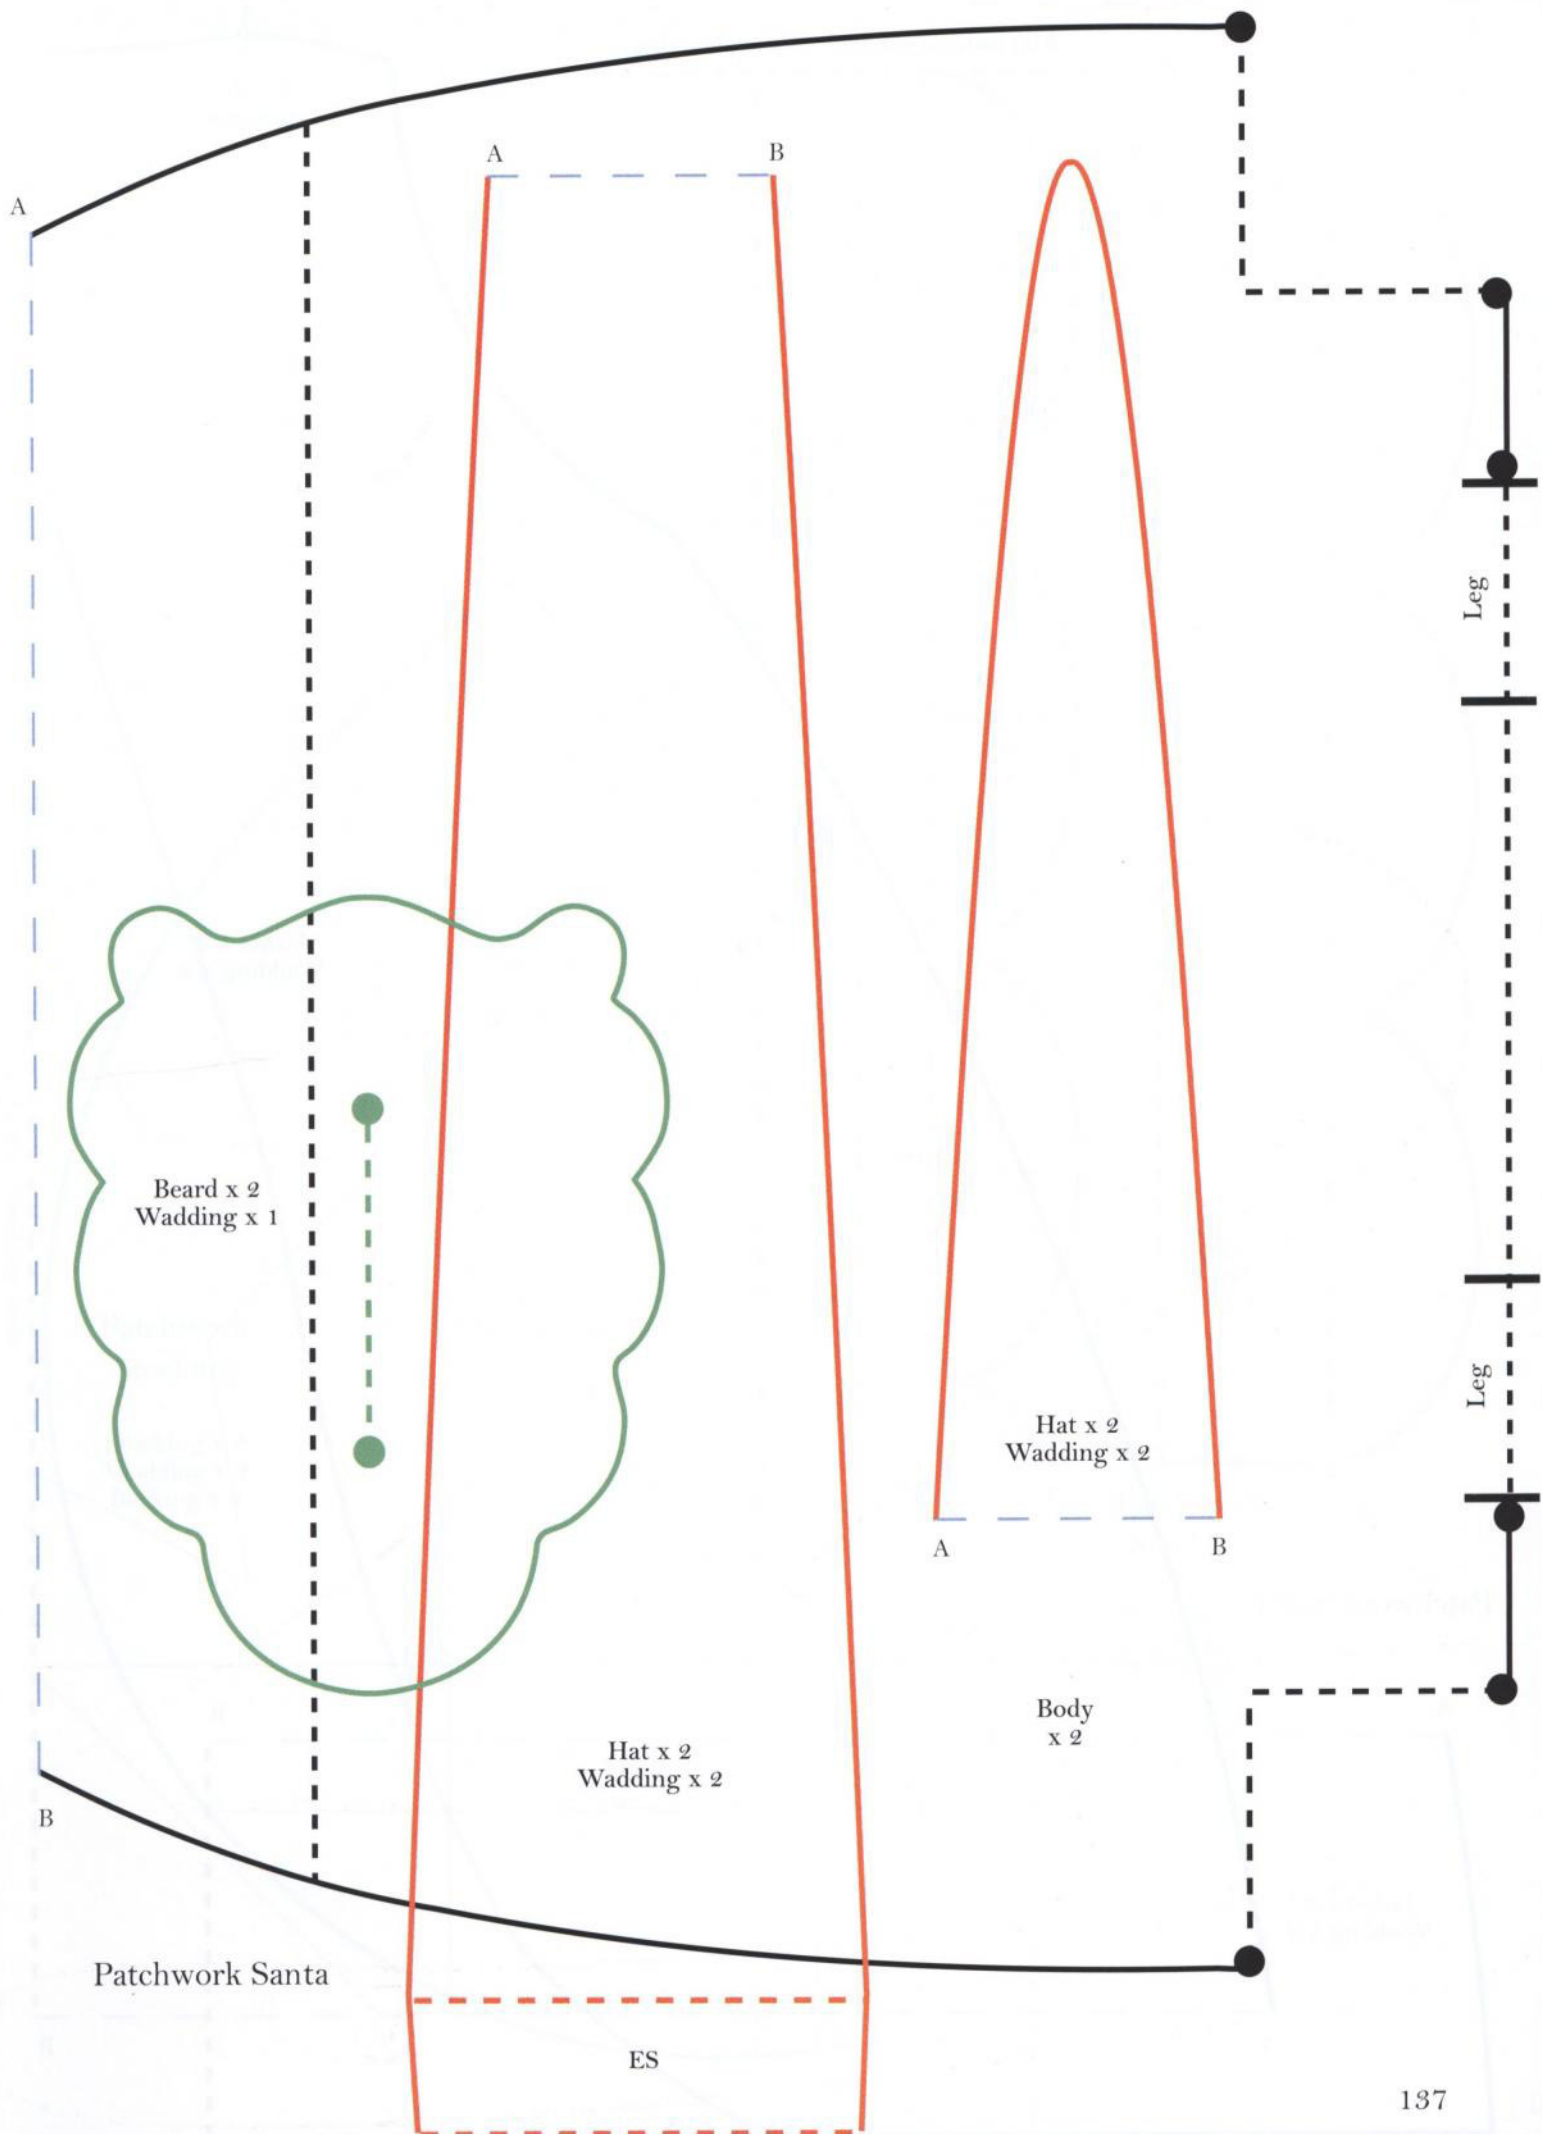 A
B
A
Leg
Beard x 2
Wadding x 1
Leg
Hat x 2
Wadding x 2
A
B
Body
x 2
Hat x 2
Wadding x 2
B
Patchwork Santa
ES
137